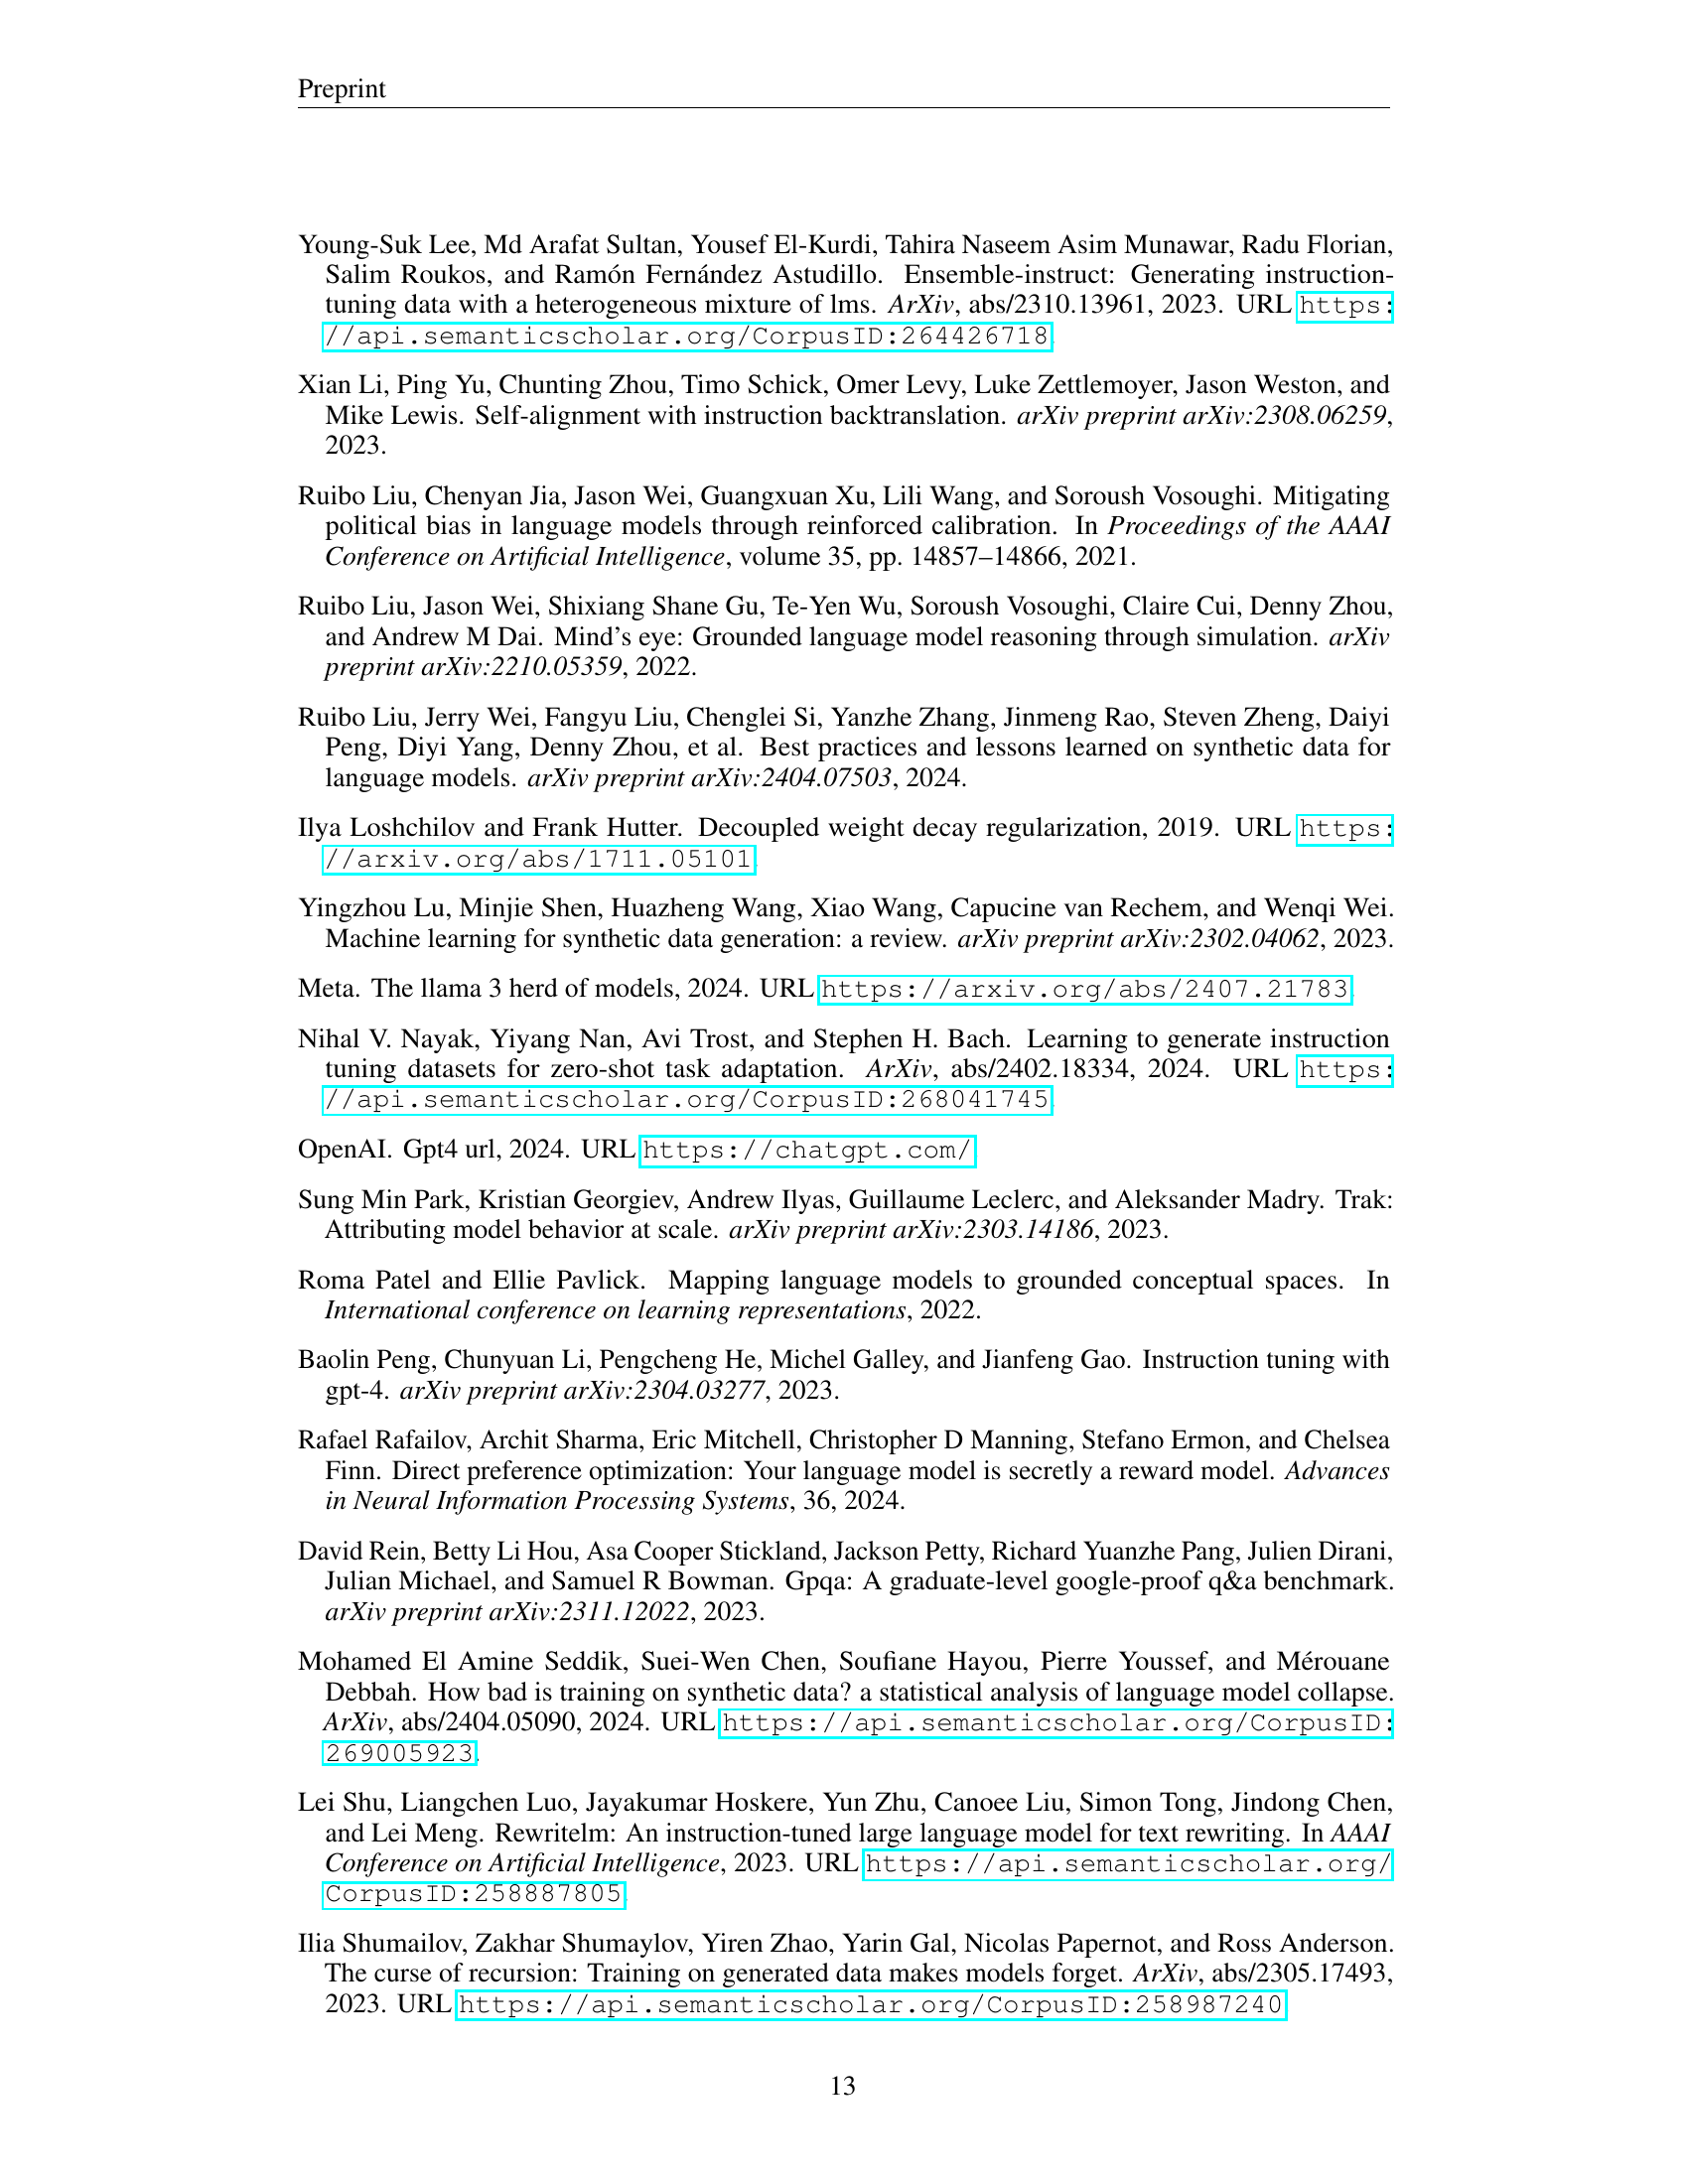 Preprint
Young-Suk Lee, Md Arafat Sultan, Yousef El-Kurdi, Tahira Naseem Asim Munawar, Radu Florian,
Salim Roukos, and Ramón Fernández Astudillo. Ensemble-instruct: Generating instruction-
tuning data with a heterogeneous mixture of lms. ArXiv, abs/2310.13961, 2023. URL https:
//api.semanticscholar.org/CorpusID:264426718.
Xian Li, Ping Yu, Chunting Zhou, Timo Schick, Omer Levy, Luke Zettlemoyer, Jason Weston, and
Mike Lewis. Self-alignment with instruction backtranslation. arXiv preprint arXiv:2308.06259,
2023.
Ruibo Liu, Chenyan Jia, Jason Wei, Guangxuan Xu, Lili Wang, and Soroush Vosoughi. Mitigating
political bias in language models through reinforced calibration. In Proceedings of the AAAI
Conference on Artificial Intelligence, volume 35, pp. 14857–14866, 2021.
Ruibo Liu, Jason Wei, Shixiang Shane Gu, Te-Yen Wu, Soroush Vosoughi, Claire Cui, Denny Zhou,
and Andrew M Dai. Mind's eye: Grounded language model reasoning through simulation. arXiv
preprint arXiv:2210.05359, 2022.
Ruibo Liu, Jerry Wei, Fangyu Liu, Chenglei Si, Yanzhe Zhang, Jinmeng Rao, Steven Zheng, Daiyi
Peng, Diyi Yang, Denny Zhou, et al. Best practices and lessons learned on synthetic data for
language models. arXiv preprint arXiv:2404.07503, 2024.
Ilya Loshchilov and Frank Hutter. Decoupled weight decay regularization, 2019. URL https:
//arxiv.org/abs/1711.05101.
Yingzhou Lu, Minjie Shen, Huazheng Wang, Xiao Wang, Capucine van Rechem, and Wenqi Wei.
Machine learning for synthetic data generation: a review. arXiv preprint arXiv:2302.04062, 2023.
Meta. The llama 3 herd of models, 2024. URL https://arxiv.org/abs/2407.21783.
Nihal V. Nayak, Yiyang Nan, Avi Trost, and Stephen H. Bach. Learning to generate instruction
tuning datasets for zero-shot task adaptation. ArXiv, abs/2402.18334, 2024. URL https:
//api.semanticscholar.org/CorpusID:268041745.
OpenAI. Gpt4 url, 2024. URL https://chatgpt.com/.
Sung Min Park, Kristian Georgiev, Andrew Ilyas, Guillaume Leclerc, and Aleksander Madry. Trak:
Attributing model behavior at scale. arXiv preprint arXiv:2303.14186, 2023.
Roma Patel and Ellie Pavlick. Mapping language models to grounded conceptual spaces. In
International conference on learning representations, 2022.
Baolin Peng, Chunyuan Li, Pengcheng He, Michel Galley, and Jianfeng Gao. Instruction tuning with
gpt-4. arXiv preprint arXiv:2304.03277, 2023.
Rafael Rafailov, Archit Sharma, Eric Mitchell, Christopher D Manning, Stefano Ermon, and Chelsea
Finn. Direct preference optimization: Your language model is secretly a reward model. Advances
in Neural Information Processing Systems, 36, 2024.
David Rein, Betty Li Hou, Asa Cooper Stickland, Jackson Petty, Richard Yuanzhe Pang, Julien Dirani,
Julian Michael, and Samuel R Bowman. Gpqa: A graduate-level google-proof q&a benchmark.
arXiv preprint arXiv:2311.12022, 2023.
Mohamed El Amine Seddik, Suei-Wen Chen, Soufiane Hayou, Pierre Youssef, and Mérouane
Debbah. How bad is training on synthetic data? a statistical analysis of language model collapse.
ArXiv, abs/2404.05090, 2024. URL https://api.semanticscholar.org/CorpusID:
269005923.
Lei Shu, Liangchen Luo, Jayakumar Hoskere, Yun Zhu, Canoee Liu, Simon Tong, Jindong Chen,
and Lei Meng. Rewritelm: An instruction-tuned large language model for text rewriting. In AAAI
Conference on Artificial Intelligence, 2023. URL https://api.semanticscholar.org/
CorpusID:258887805.
Ilia Shumailov, Zakhar Shumaylov, Yiren Zhao, Yarin Gal, Nicolas Papernot, and Ross Anderson.
The curse of recursion: Training on generated data makes models forget. ArXiv, abs/2305.17493,
2023. URL https://api.semanticscholar.org/CorpusID:258987240.
13